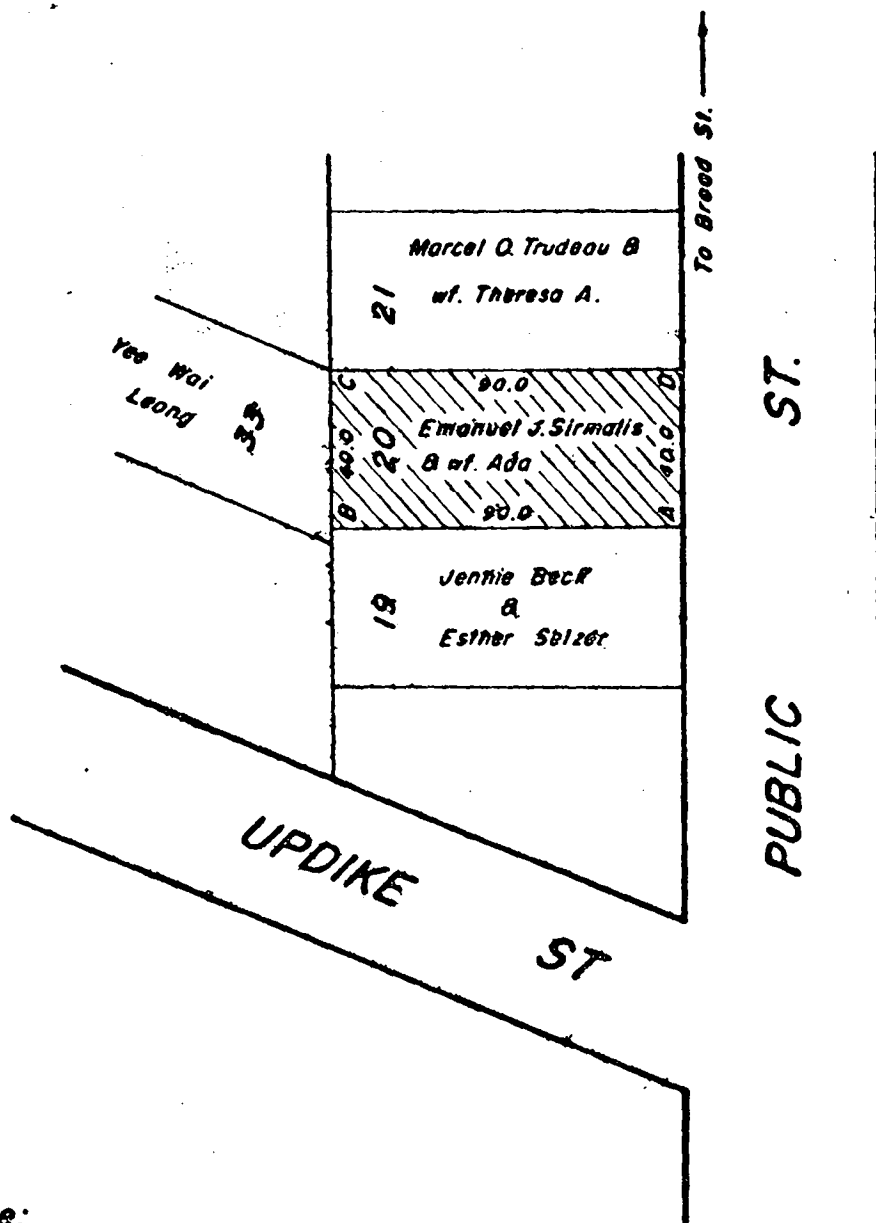 To Broad St.
Marcel O. Trudeau &
wf. Theresa A.
21
Yee Wai
Leong
33
C
90.0
D
40.0
20
Emanuel J. Sirmalis
& wf. Ada
40.0
B
90.0
A
19
Jennie Beck
&
Esther Selzer
UPDIKE ST
PUBLIC ST.